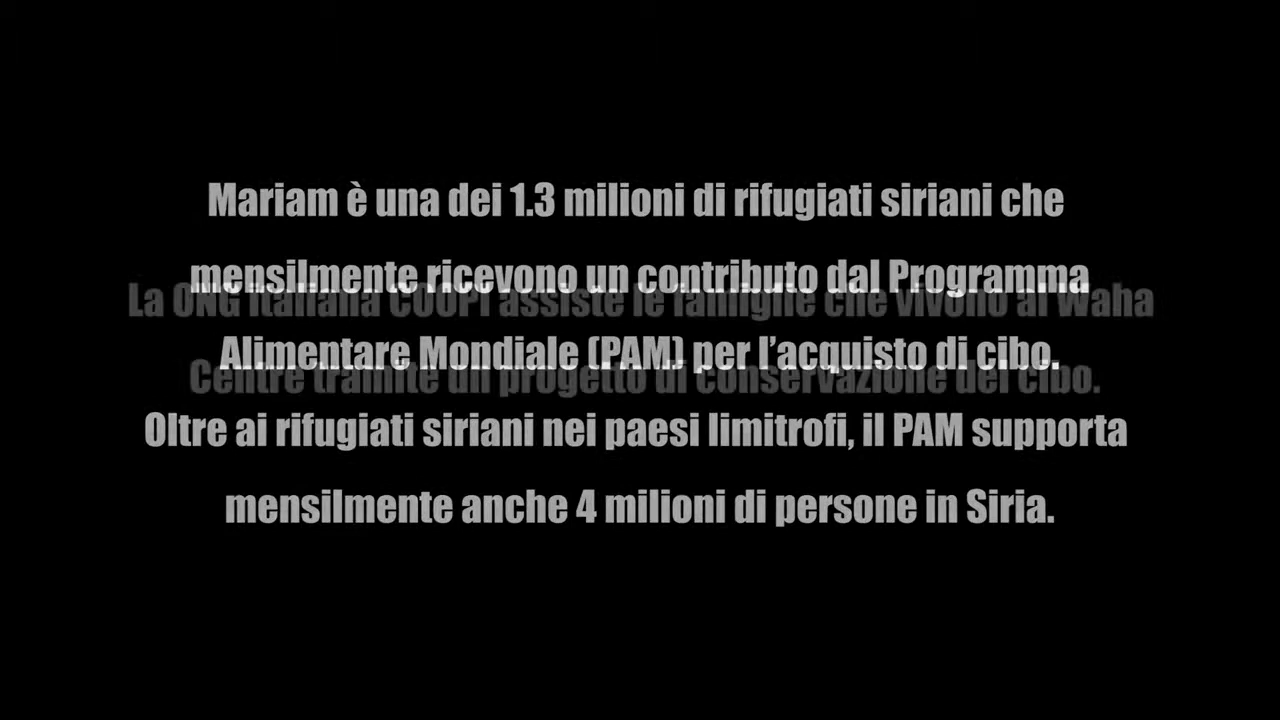 Mariam è una dei 1.3 milioni di rifugiati siriani che
mensilmente ricevono un contributo dal Programma
La ONG italiana COOPI assiste le famiglie che vivono al Waha
Alimentare Mondiale (PAM) per l’acquisto di cibo.
Centre tramite un progetto di conservazione del cibo.
Oltre ai rifugiati siriani nei paesi limitrofi, il PAM supporta
mensilmente anche 4 milioni di persone in Siria.